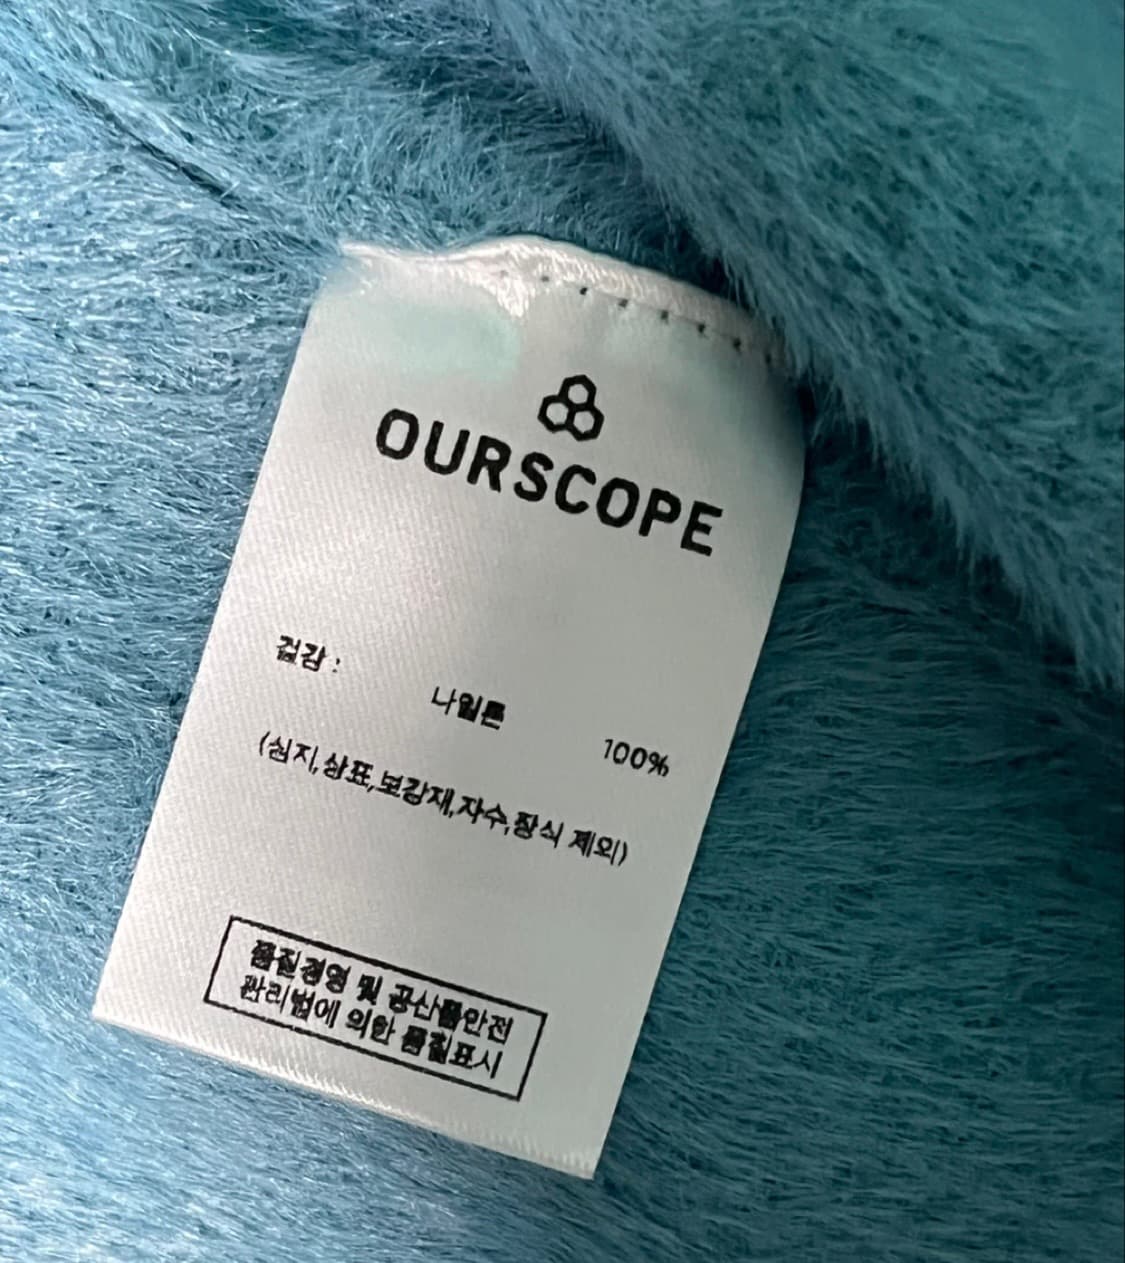 OURSCOPE
겉감 :
나일론
100%
(심지,상표,보강재,자수,장식 제외)
품질경영 및 공산품안전
관리법에 의한 품질표시